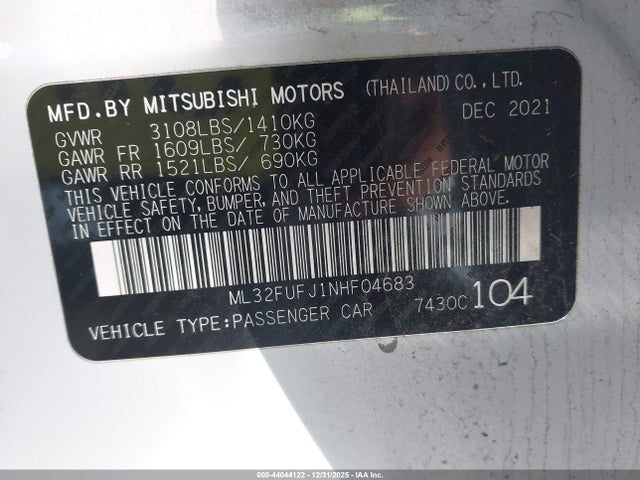 MFD.BY MITSUBISHI MOTORS (THAILAND) CO.,LTD.
GVWR 3108LBS/1410KG DEC 2021
GAWR FR 1609LBS/ 730KG
GAWR RR 1521LBS/ 690KG
THIS VEHICLE CONFORMS TO ALL APPLICABLE FEDERAL MOTOR
VEHICLE SAFETY, BUMPER, AND THEFT PREVENTION STANDARDS
IN EFFECT ON THE DATE OF MANUFACTURE SHOWN ABOVE.
ML32FUFJ1NHF04683
VEHICLE TYPE:PASSENGER CAR 7430C 104
000-44044122 - 12/31/2025 - IAA Inc.